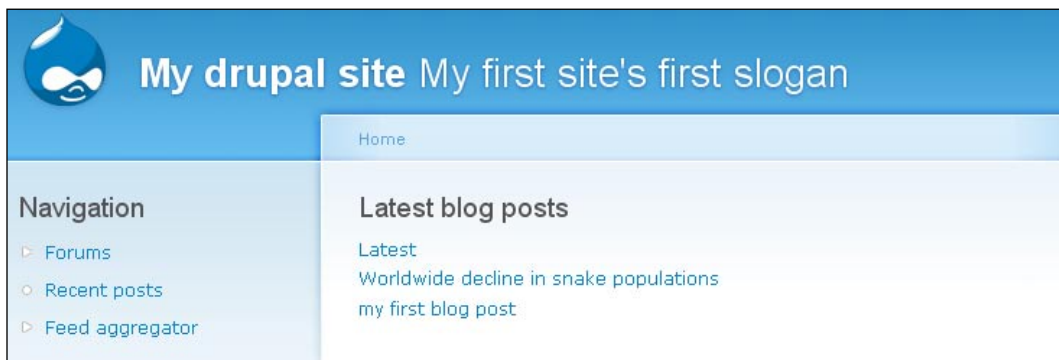 My drupal site My first site's first slogan
Home
Navigation
Forums
Recent posts
Feed aggregator
Latest blog posts
Latest
Worldwide decline in snake populations
my first blog post